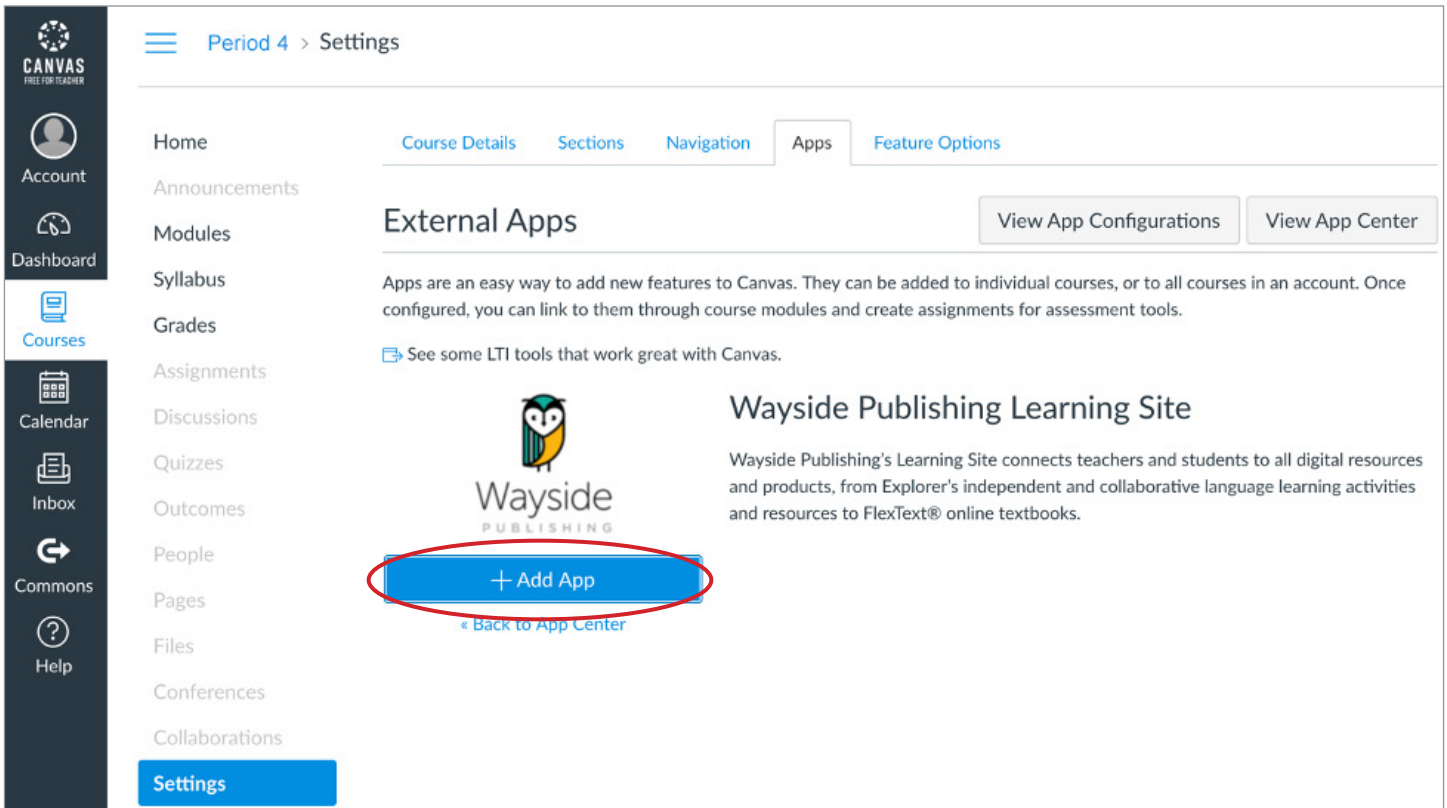 CANVAS
FREE FOR TEACHER
Account
Dashboard
Courses
Calendar
Inbox
Commons
Help
Period 4 > Settings
Home
Announcements
Modules
Syllabus
Grades
Assignments
Discussions
Quizzes
Outcomes
People
Pages
Files
Conferences
Collaborations
Settings
Course Details Sections Navigation Apps Feature Options
External Apps
View App Configurations
View App Center
Apps are an easy way to add new features to Canvas. They can be added to individual courses, or to all courses in an account. Once
configured, you can link to them through course modules and create assignments for assessment tools.
See some LTI tools that work great with Canvas.
Wayside
PUBLISHING
+ Add App
« Back to App Center
Wayside Publishing Learning Site
Wayside Publishing's Learning Site connects teachers and students to all digital resources
and products, from Explorer's independent and collaborative language learning activities
and resources to FlexText® online textbooks.